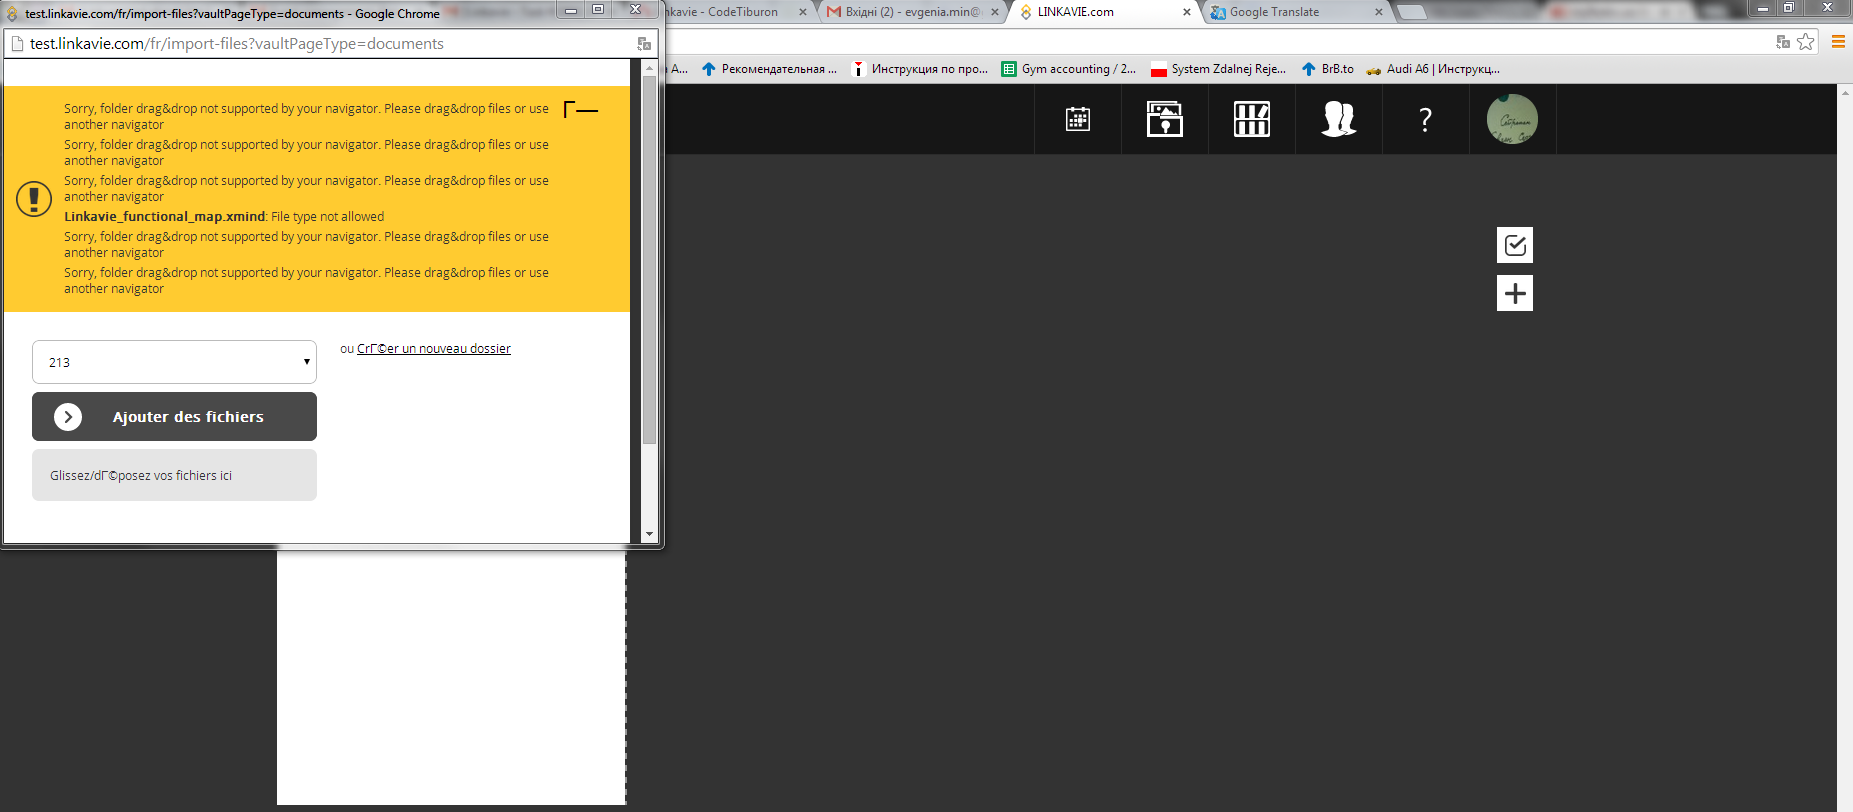 test.linkavie.com/fr/import-files?vaultPageType=documents - Google Chrome
nkavie - CodeTiburon
Вхідні (2) - evgenia.min@
LINKAVIE.com
Google Translate
test.linkavie.com/fr/import-files?vaultPageType=documents
A...
Рекомендательная ...
Инструкция по про...
Gym accounting / 2...
System Zdalnej Reje...
BrB.to
Audi A6 | Инструкц...
?
Sorry, folder drag&drop not supported by your navigator. Please drag&drop files or use
another navigator
Г—
Sorry, folder drag&drop not supported by your navigator. Please drag&drop files or use
another navigator
Sorry, folder drag&drop not supported by your navigator. Please drag&drop files or use
another navigator
Linkavie_functional_map.xmind: File type not allowed
Sorry, folder drag&drop not supported by your navigator. Please drag&drop files or use
another navigator
Sorry, folder drag&drop not supported by your navigator. Please drag&drop files or use
another navigator
213
ou CrГ©er un nouveau dossier
Ajouter des fichiers
Glissez/dГ©posez vos fichiers ici